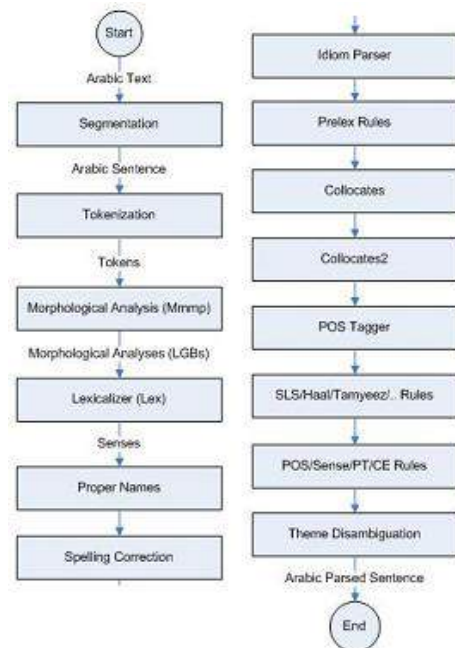 Start
Arabic Text
Segmentation
Arabic Sentence
Tokenization
Tokens
Morphological Analysis (Mmmp)
Morphological Analyses (LGBs)
Lexicalizer (Lex)
Senses
Proper Names
Spelling Correction
Idiom Parser
Prelex Rules
Collocates
Collocates2
POS Tagger
SLS/Haal/Tamyeez/.. Rules
POS/Sense/PT/CE Rules
Theme Disambiguation
Arabic Parsed Sentence
End